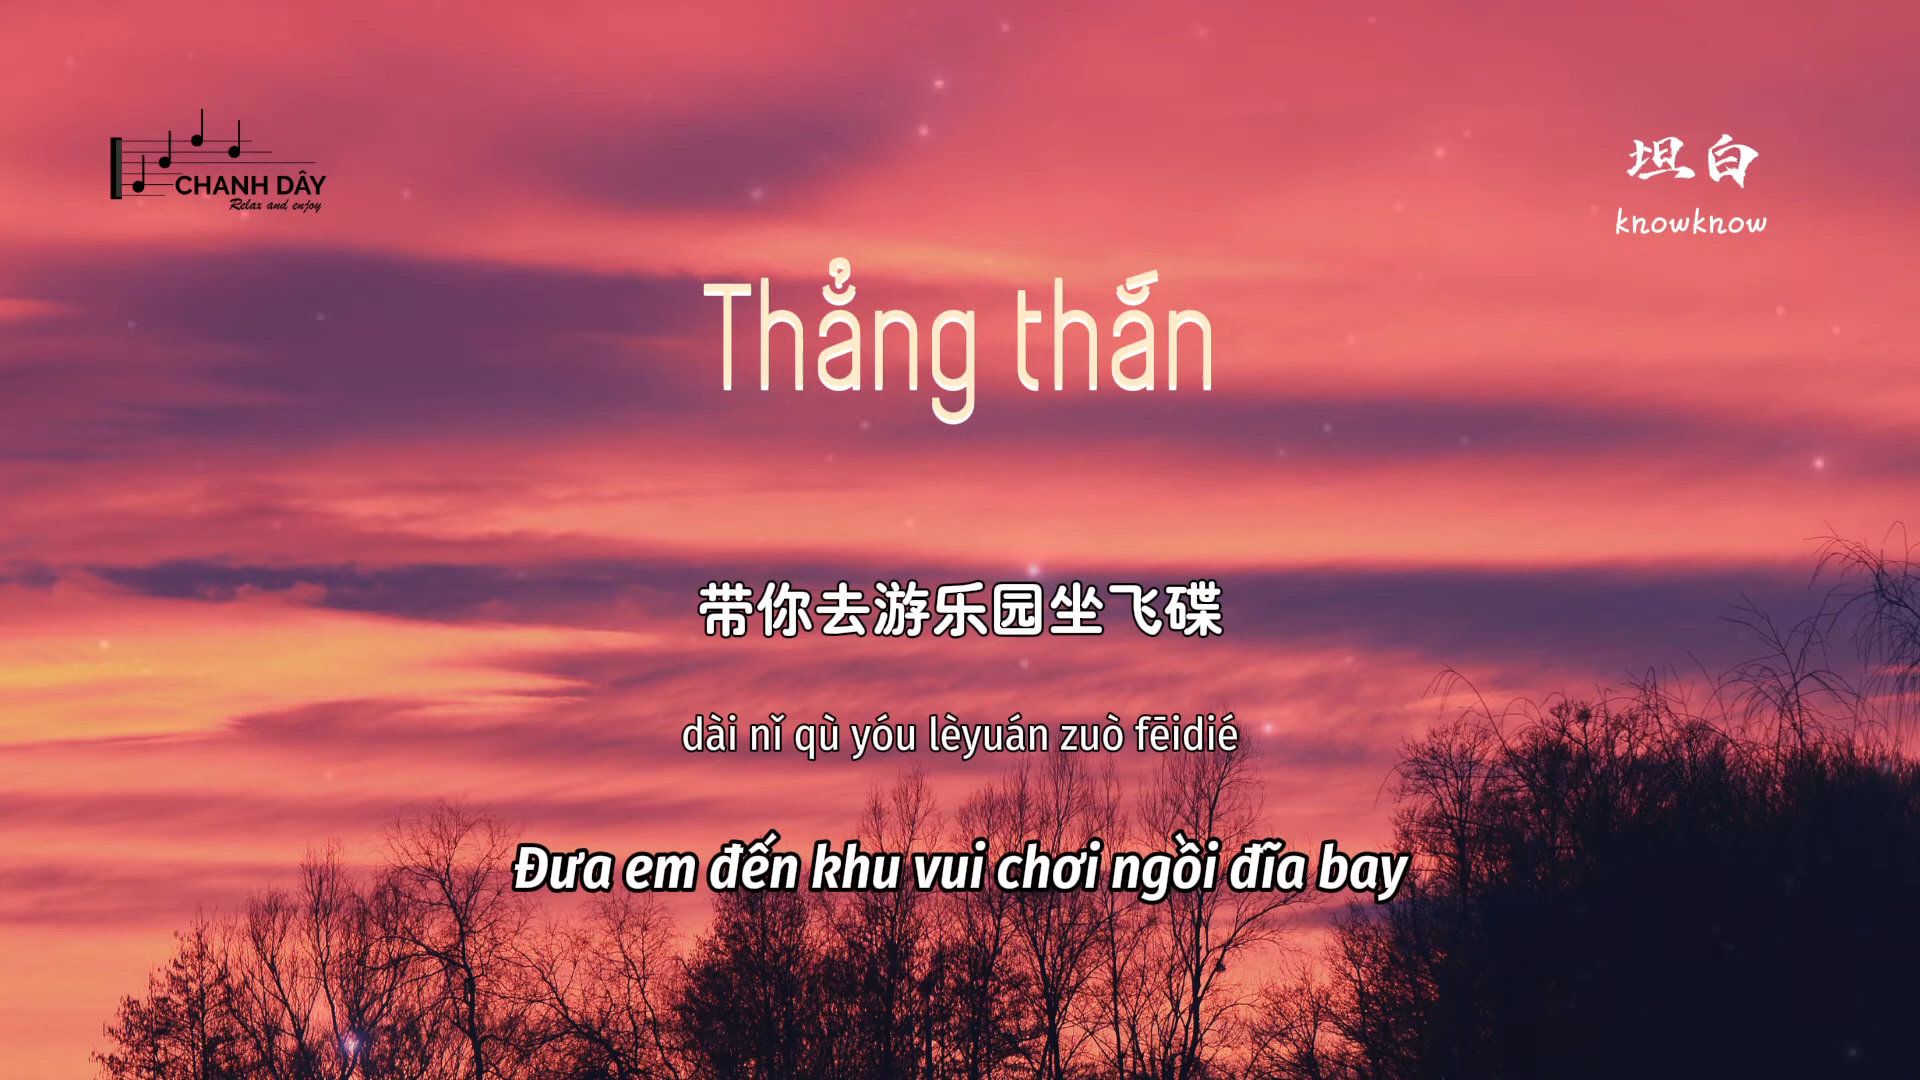 CHANH DÂY
Relax and enjoy
坦白
knowknow
Thẳng thắn
带你去游乐园坐飞碟
dài nǐ qù yóu lèyuán zuò fēidié
Đưa em đến khu vui chơi ngồi đĩa bay